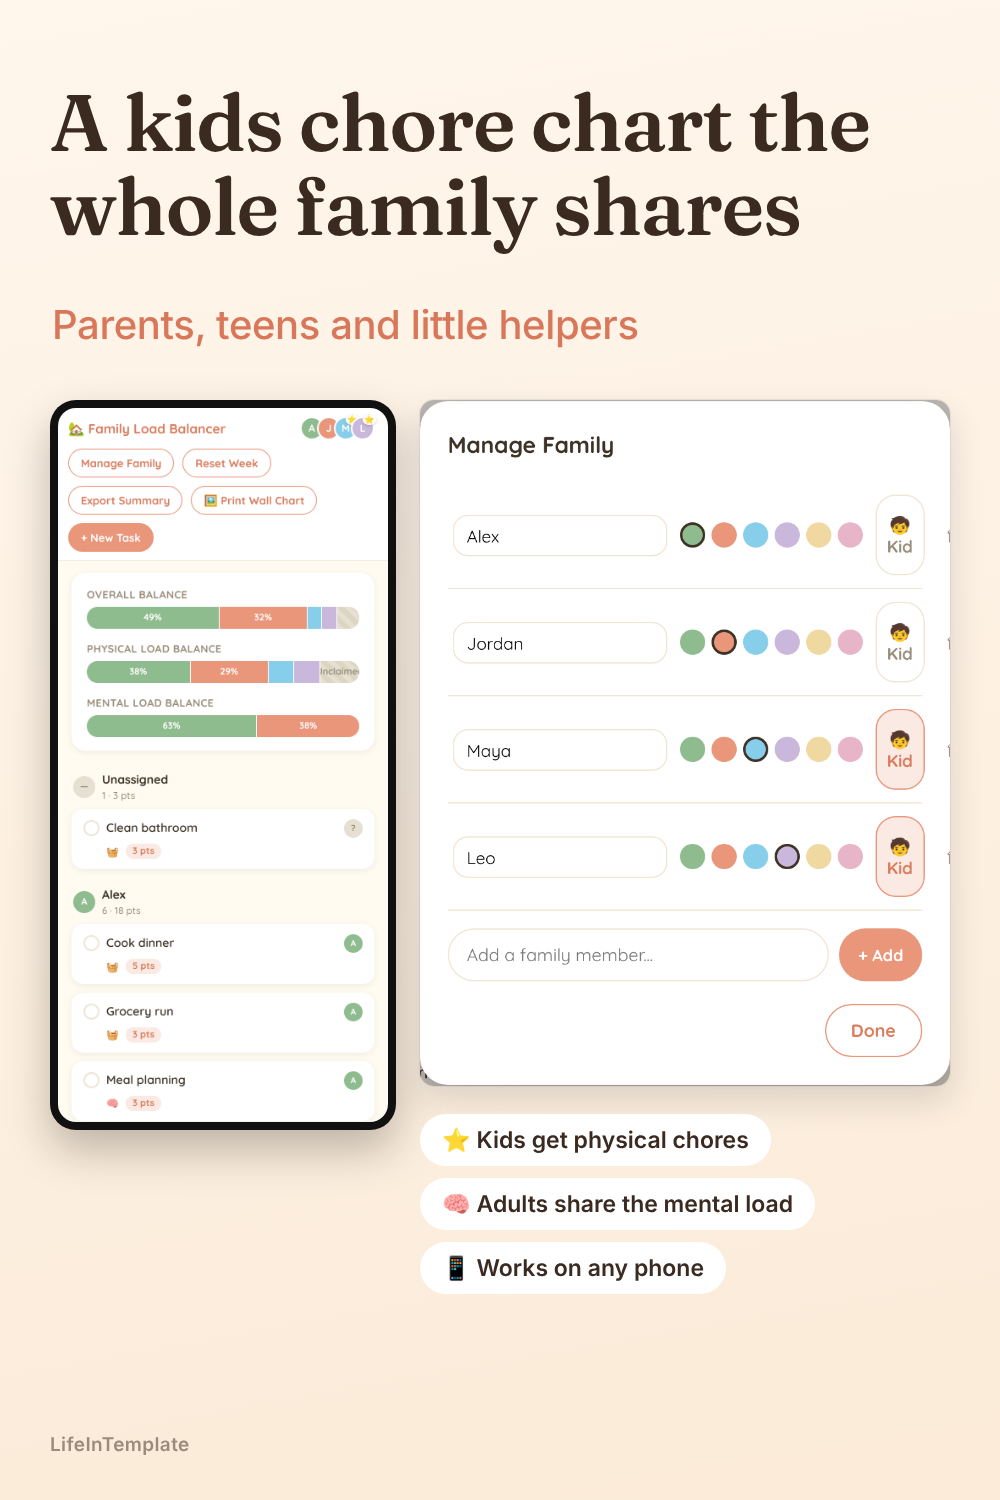 A kids chore chart the
whole family shares
Parents, teens and little helpers
🏡 Family Load Balancer
A J M L
Manage Family
Reset Week
Export Summary
🖼️ Print Wall Chart
+ New Task
OVERALL BALANCE
49% 32%
PHYSICAL LOAD BALANCE
38% 29%
MENTAL LOAD BALANCE
63% 38%
Unassigned
1 · 3 pts
Clean bathroom ?
3 pts
A Alex
6 · 18 pts
Cook dinner A
5 pts
Grocery run A
3 pts
Meal planning A
3 pts
Manage Family
Alex
Kid
Jordan
Kid
Maya
Kid
Leo
Kid
Add a family member...
+ Add
Done
⭐ Kids get physical chores
🧠 Adults share the mental load
📱 Works on any phone
LifeInTemplate